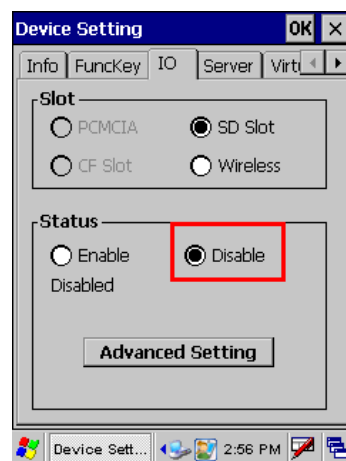 Device Setting OK ×
Info FuncKey IO Server Virt
Slot
PCMCIA SD Slot
CF Slot Wireless
Status
Enable Disable
Disabled
Advanced Setting
Device Sett... 2:56 PM